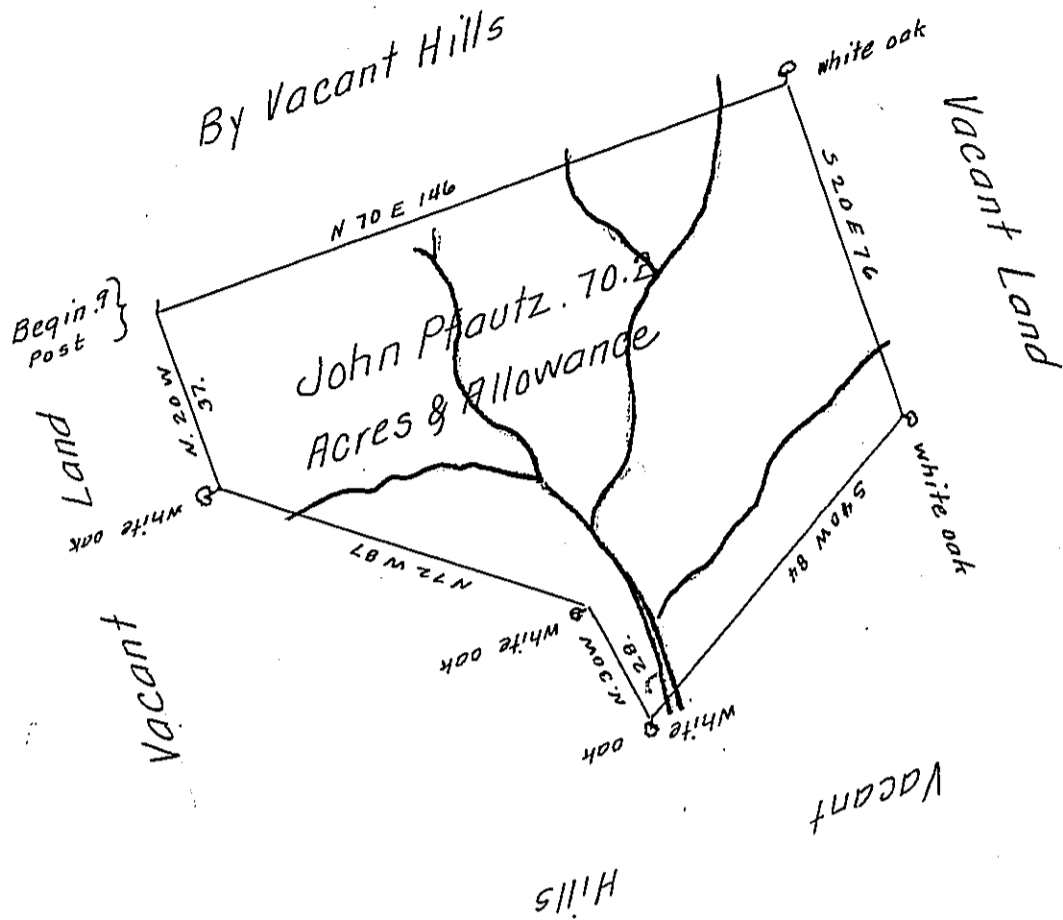 By Vacant Hills
white oak
Vacant Land
N 70 E 146
S 20 E 76
Begin.g
Post
John Pfautz. 70.2
Acres & Allowance
N. 20 W
37.
Land
white oak
white oak
N 72 W 87
S 40 W 84
white oak
N. 30 W
28.
white oak
Vacant
Vacant
Hills